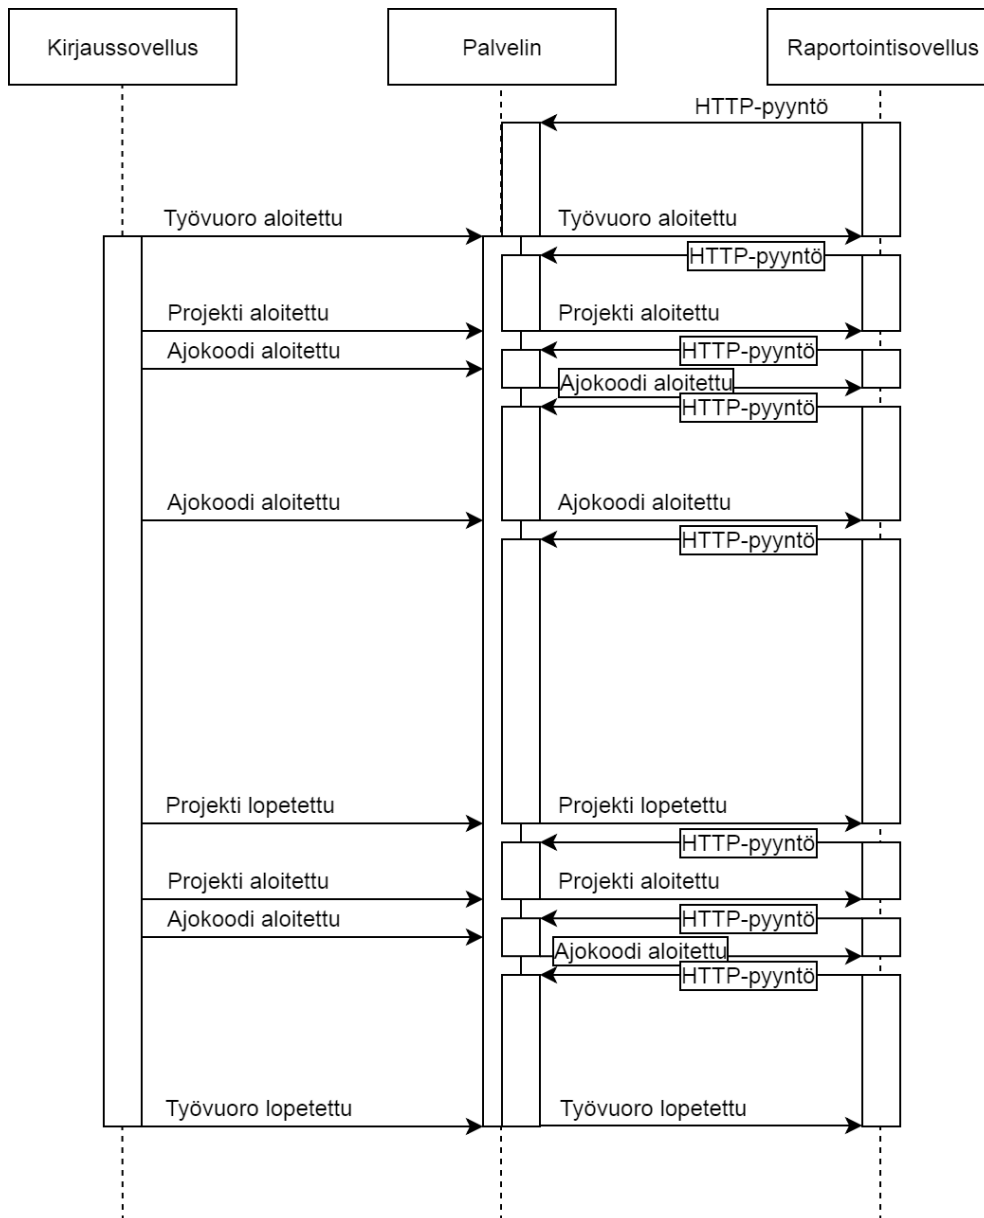 Kirjaussovellus
Palvelin
Raportointisovellus
HTTP-pyyntö
Työvuoro aloitettu
Työvuoro aloitettu
HTTP-pyyntö
Projekti aloitettu
Projekti aloitettu
Ajokoodi aloitettu
HTTP-pyyntö
Ajokoodi aloitettu
HTTP-pyyntö
Ajokoodi aloitettu
Ajokoodi aloitettu
HTTP-pyyntö
Projekti lopetettu
Projekti lopetettu
HTTP-pyyntö
Projekti aloitettu
Projekti aloitettu
Ajokoodi aloitettu
HTTP-pyyntö
Ajokoodi aloitettu
HTTP-pyyntö
Työvuoro lopetettu
Työvuoro lopetettu